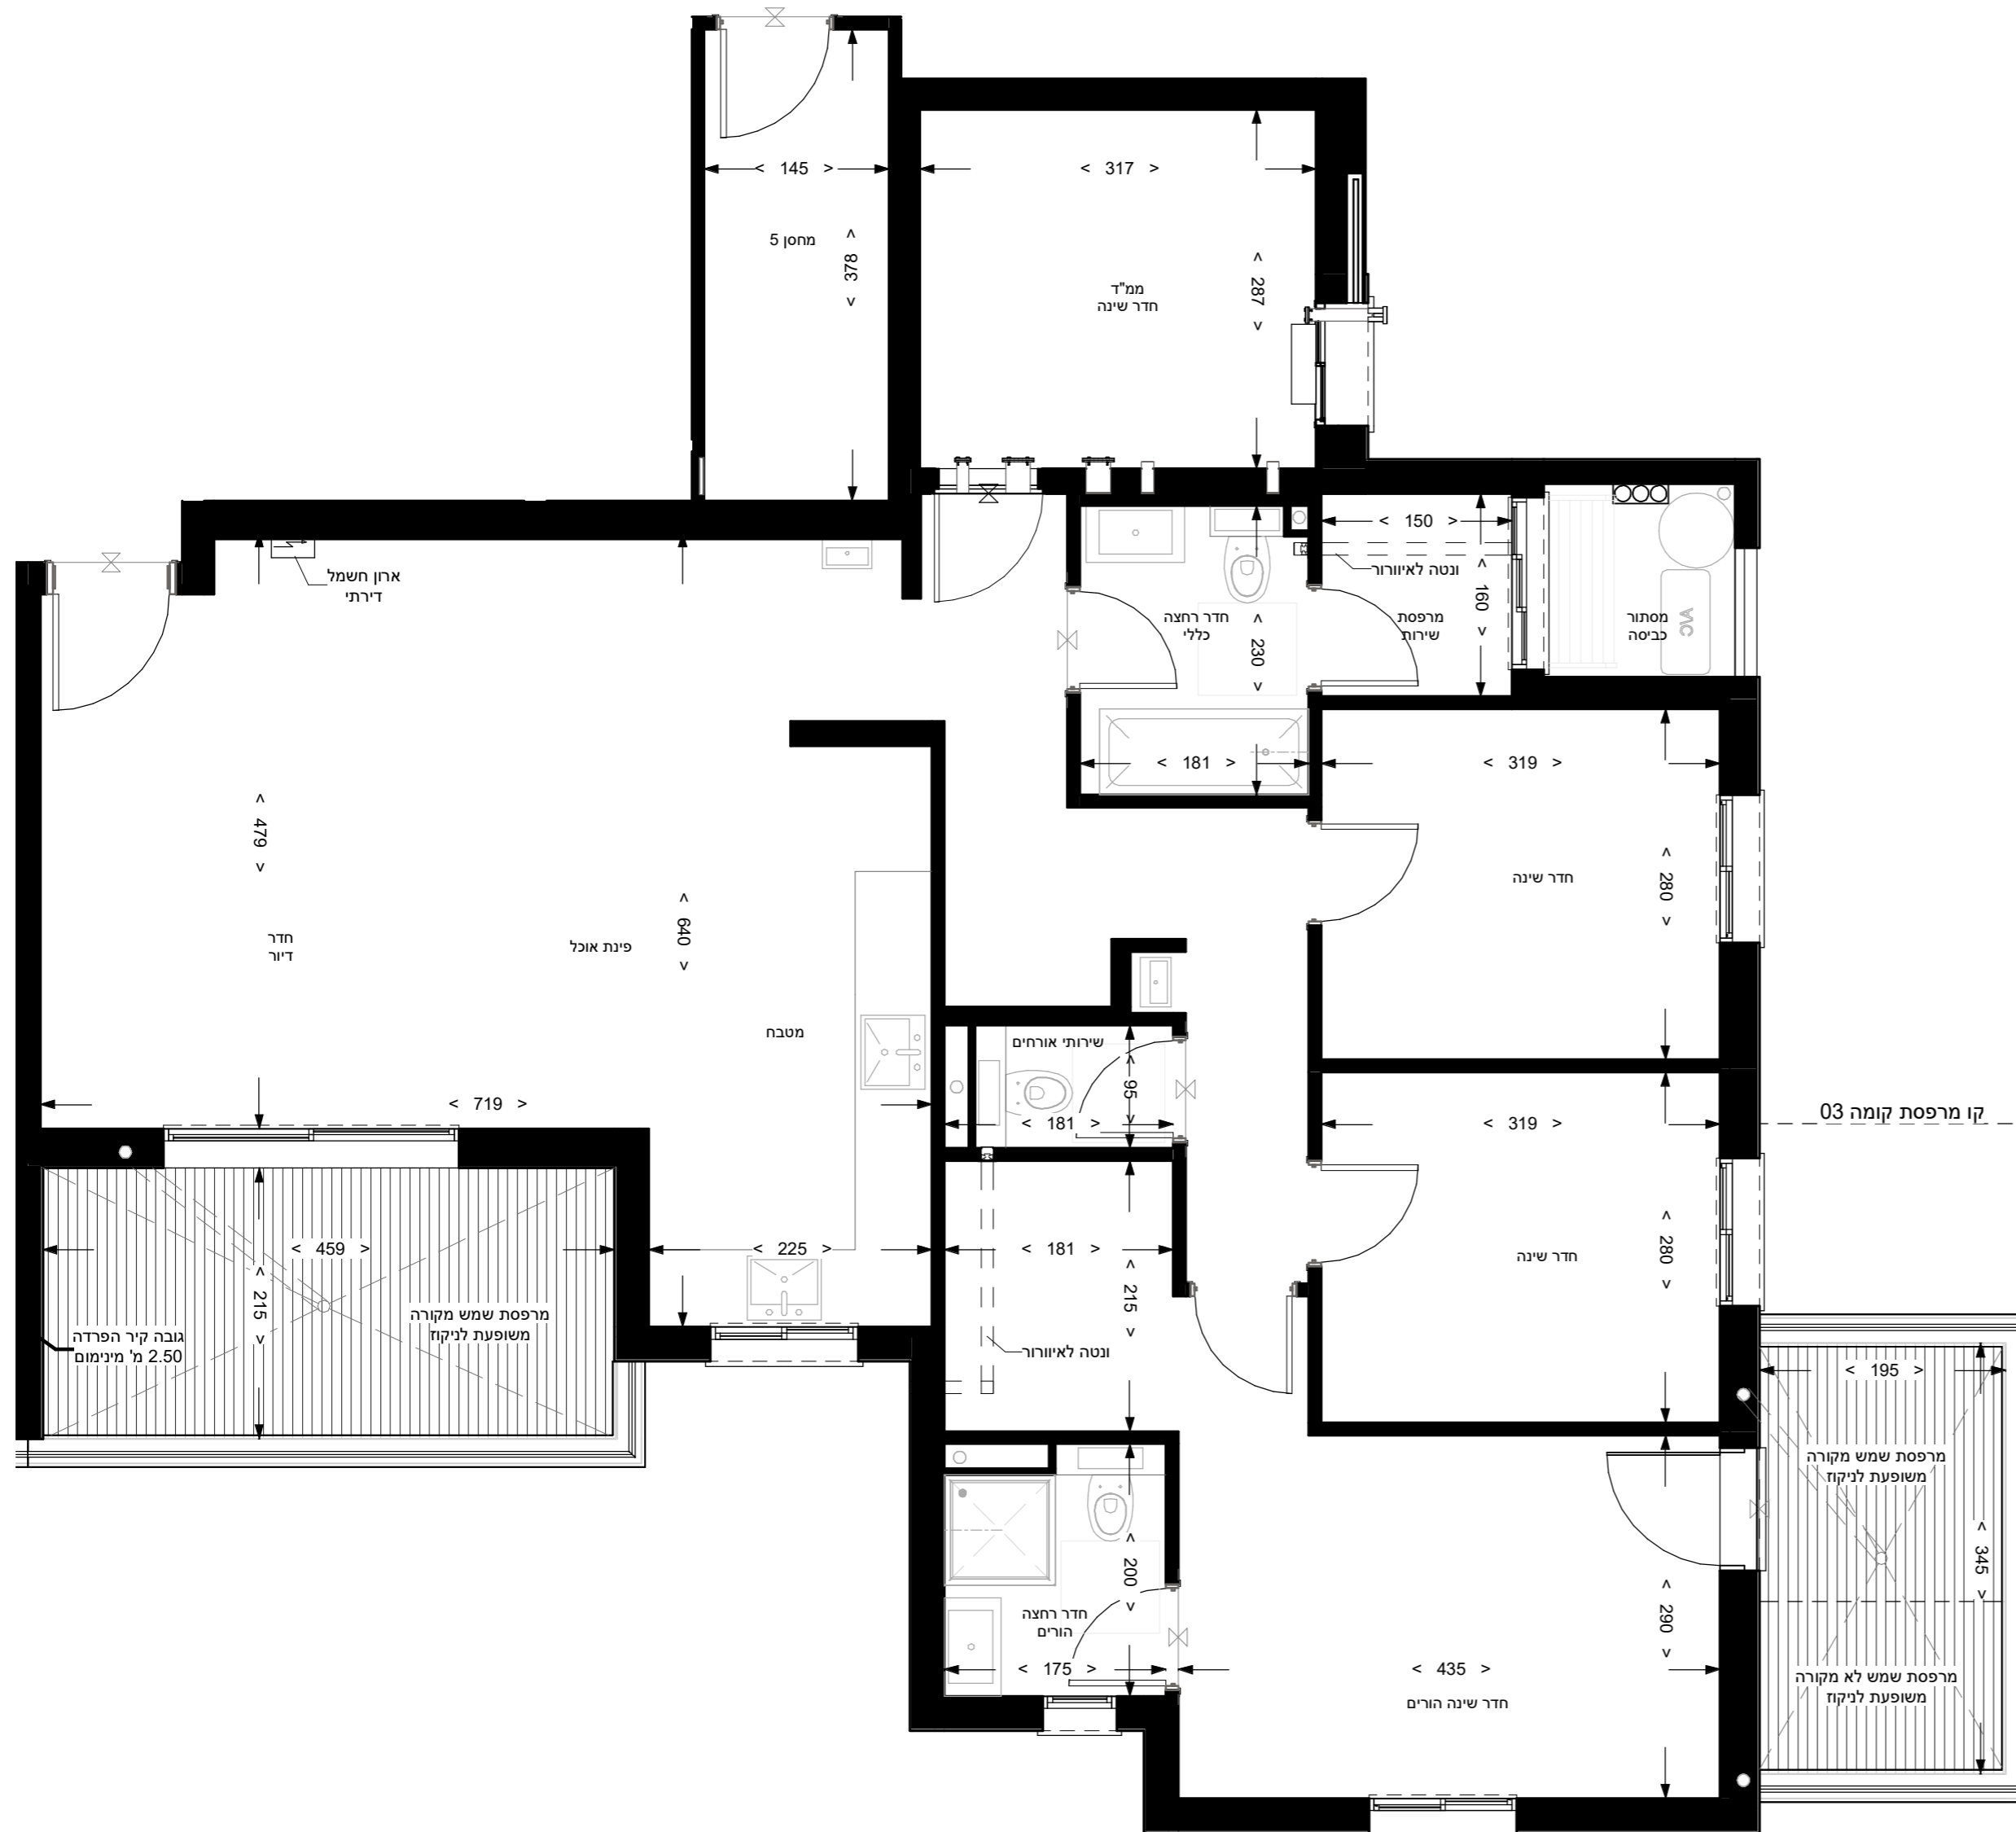 < 145 >
< 317 >
מחסן 5
< 378 >
< 287 >
ממ"ד
חדר שינה
< 150 >
ונטה לאיוורור
ארון חשמל
דירתי
< 160 >
חדר רחצה
כללי
מרפסת
שירות
מסתור
כביסה
< 230 >
< 181 >
< 319 >
< 479 >
< 280 >
חדר שינה
< 640 >
חדר
דיור
פינת אוכל
מטבח
שירותי אורחים
< 95 >
< 719 >
< 181 >
< 319 >
קו מרפסת קומה 03
< 459 >
< 225 >
< 181 >
< 280 >
חדר שינה
< 215 >
< 215 >
מרפסת שמש מקורה
משופעת לניקוז
גובה קיר הפרדה
2.50 מ' מינימום
ונטה לאיוורור
< 195 >
מרפסת שמש מקורה
משופעת לניקוז
< 345 >
< 200 >
חדר רחצה
הורים
< 290 >
< 175 >
< 435 >
חדר שינה הורים
מרפסת שמש לא מקורה
משופעת לניקוז